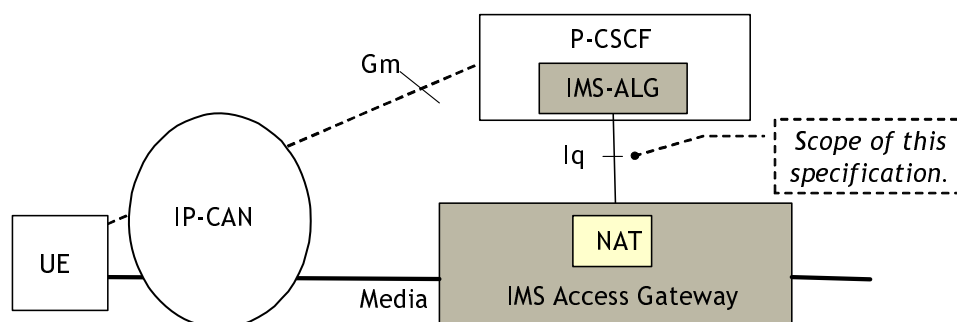 P-CSCF
Gm
IMS-ALG
Scope of this
specification.
Iq
IP-CAN
NAT
UE
Media
IMS Access Gateway